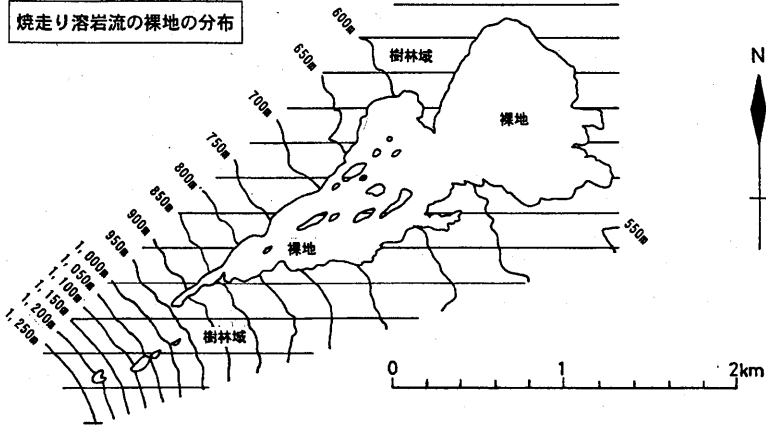 焼走り溶岩流の裸地の分布
600m
650m
700m
750m
800m
850m
900m
950m
1,000m
1,050m
1,100m
1,150m
1,200m
1,250m
樹林域
裸地
N
550m
裸地
樹林域
0 1 2km